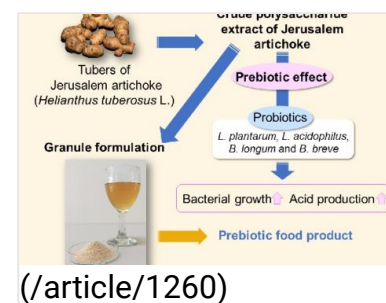 Crude polysaccharide
extract of Jerusalem
artichoke
Tubers of
Jerusalem artichoke
(Helianthus tuberosus L.)
Prebiotic effect
Probiotics
L. plantarum, L. acidophilus,
B. longum and B. breve
Granule formulation
Bacterial growth
Acid production
Prebiotic food product
(/article/1260)